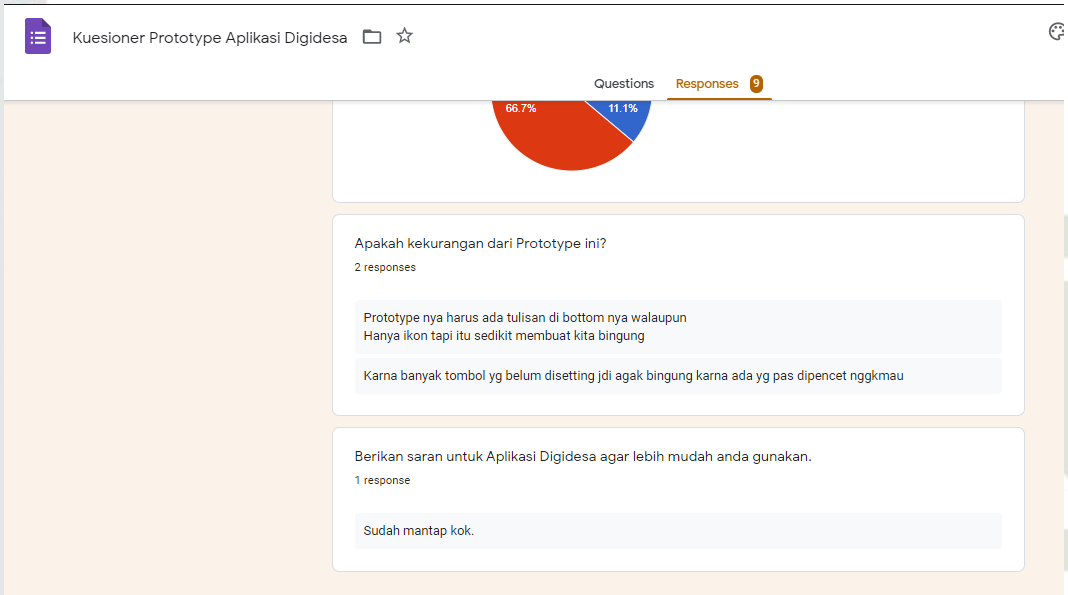 Kuesioner Prototype Aplikasi Digidesa
Questions
Responses 9
66.7%
11.1%
Apakah kekurangan dari Prototype ini?
2 responses
Prototype nya harus ada tulisan di bottom nya walaupun
Hanya ikon tapi itu sedikit membuat kita bingung
Karna banyak tombol yg belum disetting jdi agak bingung karna ada yg pas dipencet nggkmau
Berikan saran untuk Aplikasi Digidesa agar lebih mudah anda gunakan.
1 response
Sudah mantap kok.